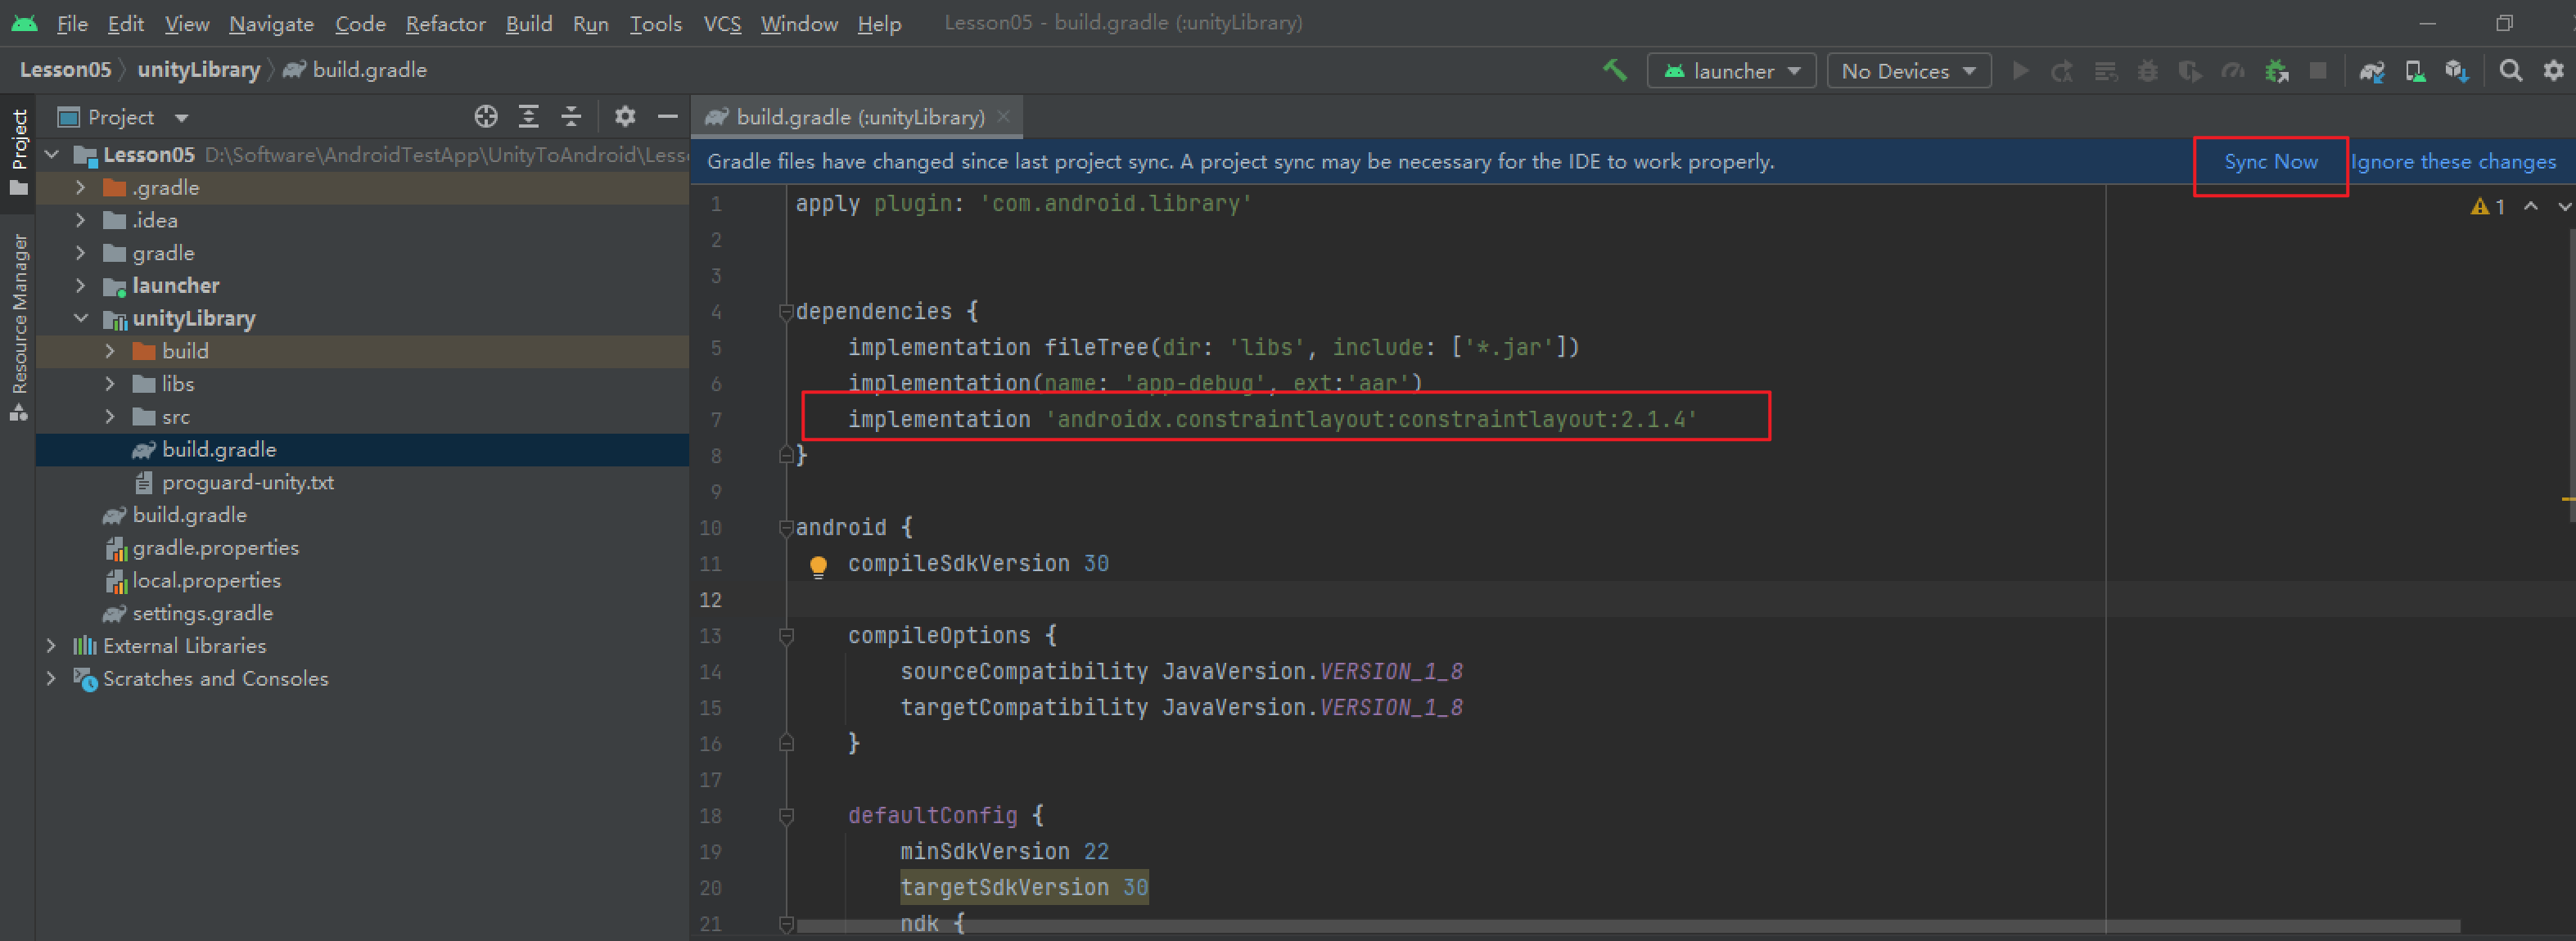 File Edit View Navigate Code Refactor Build Run Tools VCS Window Help Lesson05 - build.gradle (:unityLibrary)
Lesson05 unityLibrary build.gradle launcher No Devices
Project
Resource Manager
Project
Lesson05 D:\Software\AndroidTestApp\UnityToAndroid\Less
.gradle
.idea
gradle
launcher
unityLibrary
build
libs
src
build.gradle
proguard-unity.txt
build.gradle
gradle.properties
local.properties
settings.gradle
External Libraries
Scratches and Consoles
build.gradle (:unityLibrary)
Gradle files have changed since last project sync. A project sync may be necessary for the IDE to work properly. Sync Now Ignore these changes
1
1 apply plugin: 'com.android.library'
2
3
4 dependencies {
5 implementation fileTree(dir: 'libs', include: ['*.jar'])
6 implementation(name: 'app-debug', ext:'aar')
7 implementation 'androidx.constraintlayout:constraintlayout:2.1.4'
8 }
9
10 android {
11 compileSdkVersion 30
12
13 compileOptions {
14 sourceCompatibility JavaVersion.VERSION_1_8
15 targetCompatibility JavaVersion.VERSION_1_8
16 }
17
18 defaultConfig {
19 minSdkVersion 22
20 targetSdkVersion 30
21 ndk {